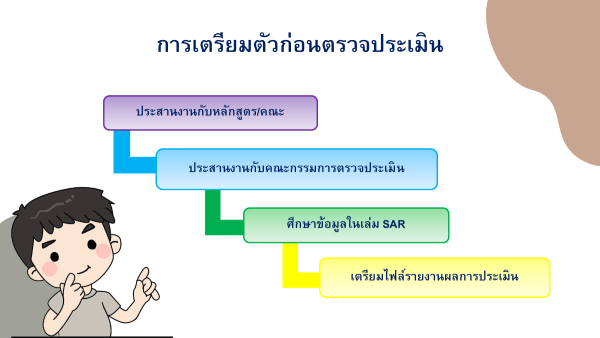 การเตรียมตัวก่อนตรวจประเมิน
ประสานงานกับหลักสูตร/คณะ
ประสานงานกับคณะกรรมการตรวจประเมิน
ศึกษาข้อมูลในเล่ม SAR
เตรียมไฟล์รายงานผลการประเมิน